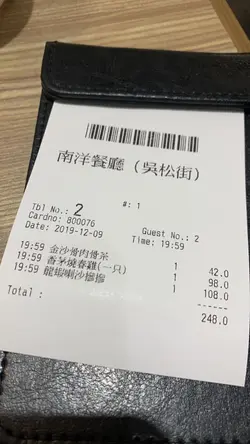 南洋餐廳 (吳松街)
Tbl No.: 2 #: 1
Cardno: 800076 Guest No.: 2
Date: 2019-12-09 Time: 19:59
19:59 金沙骨肉骨茶 1 42.0
19:59 香茅燒春雞(一只) 1 98.0
19:59 龍蝦喇沙摻摻 1 108.0
Total : 248.0